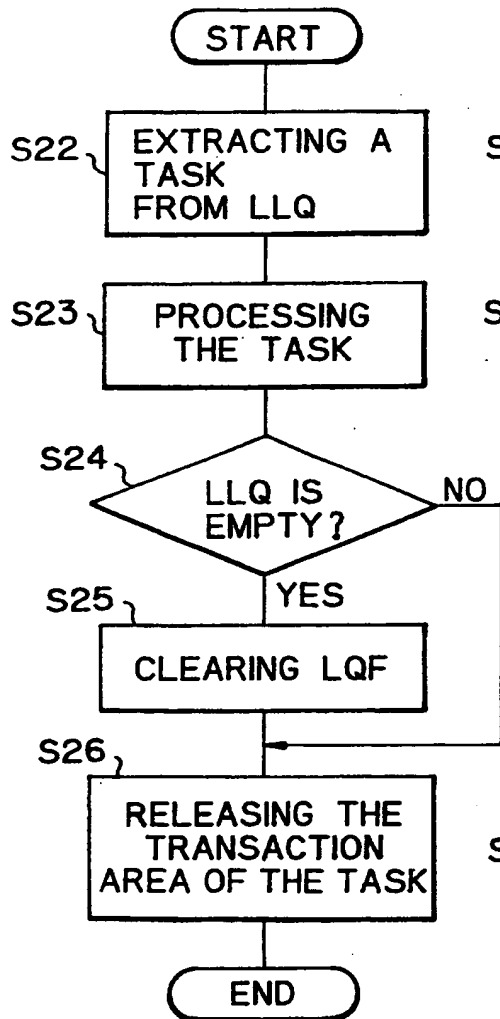 START
S22
EXTRACTING A
TASK
FROM LLQ
S
S23
PROCESSING
THE TASK
S
S24
LLQ IS
EMPTY?
NO
YES
S25
CLEARING LQF
S26
RELEASING THE
TRANSACTION
AREA OF THE TASK
S
END